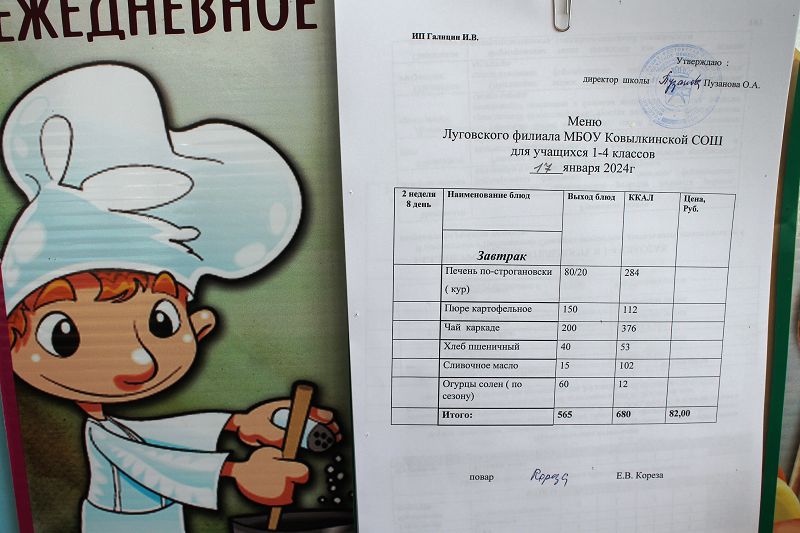 ЕЖЕДНЕВНОЕ
ИП Галицин И.В.
Утверждаю :
директор школы Пузанова Пузанова О.А.
Меню
Луговского филиала МБОУ Ковылкинской СОШ
для учащихся 1-4 классов
17 января 2024г
2 неделя 8 день Наименование блюд Выход блюд ККАЛ Цена, Руб.
Завтрак
Печень по-строгановски 80/20 284
( кур)
Пюре картофельное 150 112
Чай каркаде 200 376
Хлеб пшеничный 40 53
Сливочное масло 15 102
Огурцы солен ( по 60 12
сезону)
Итого: 565 680 82,00
повар Кореза Е.В. Кореза